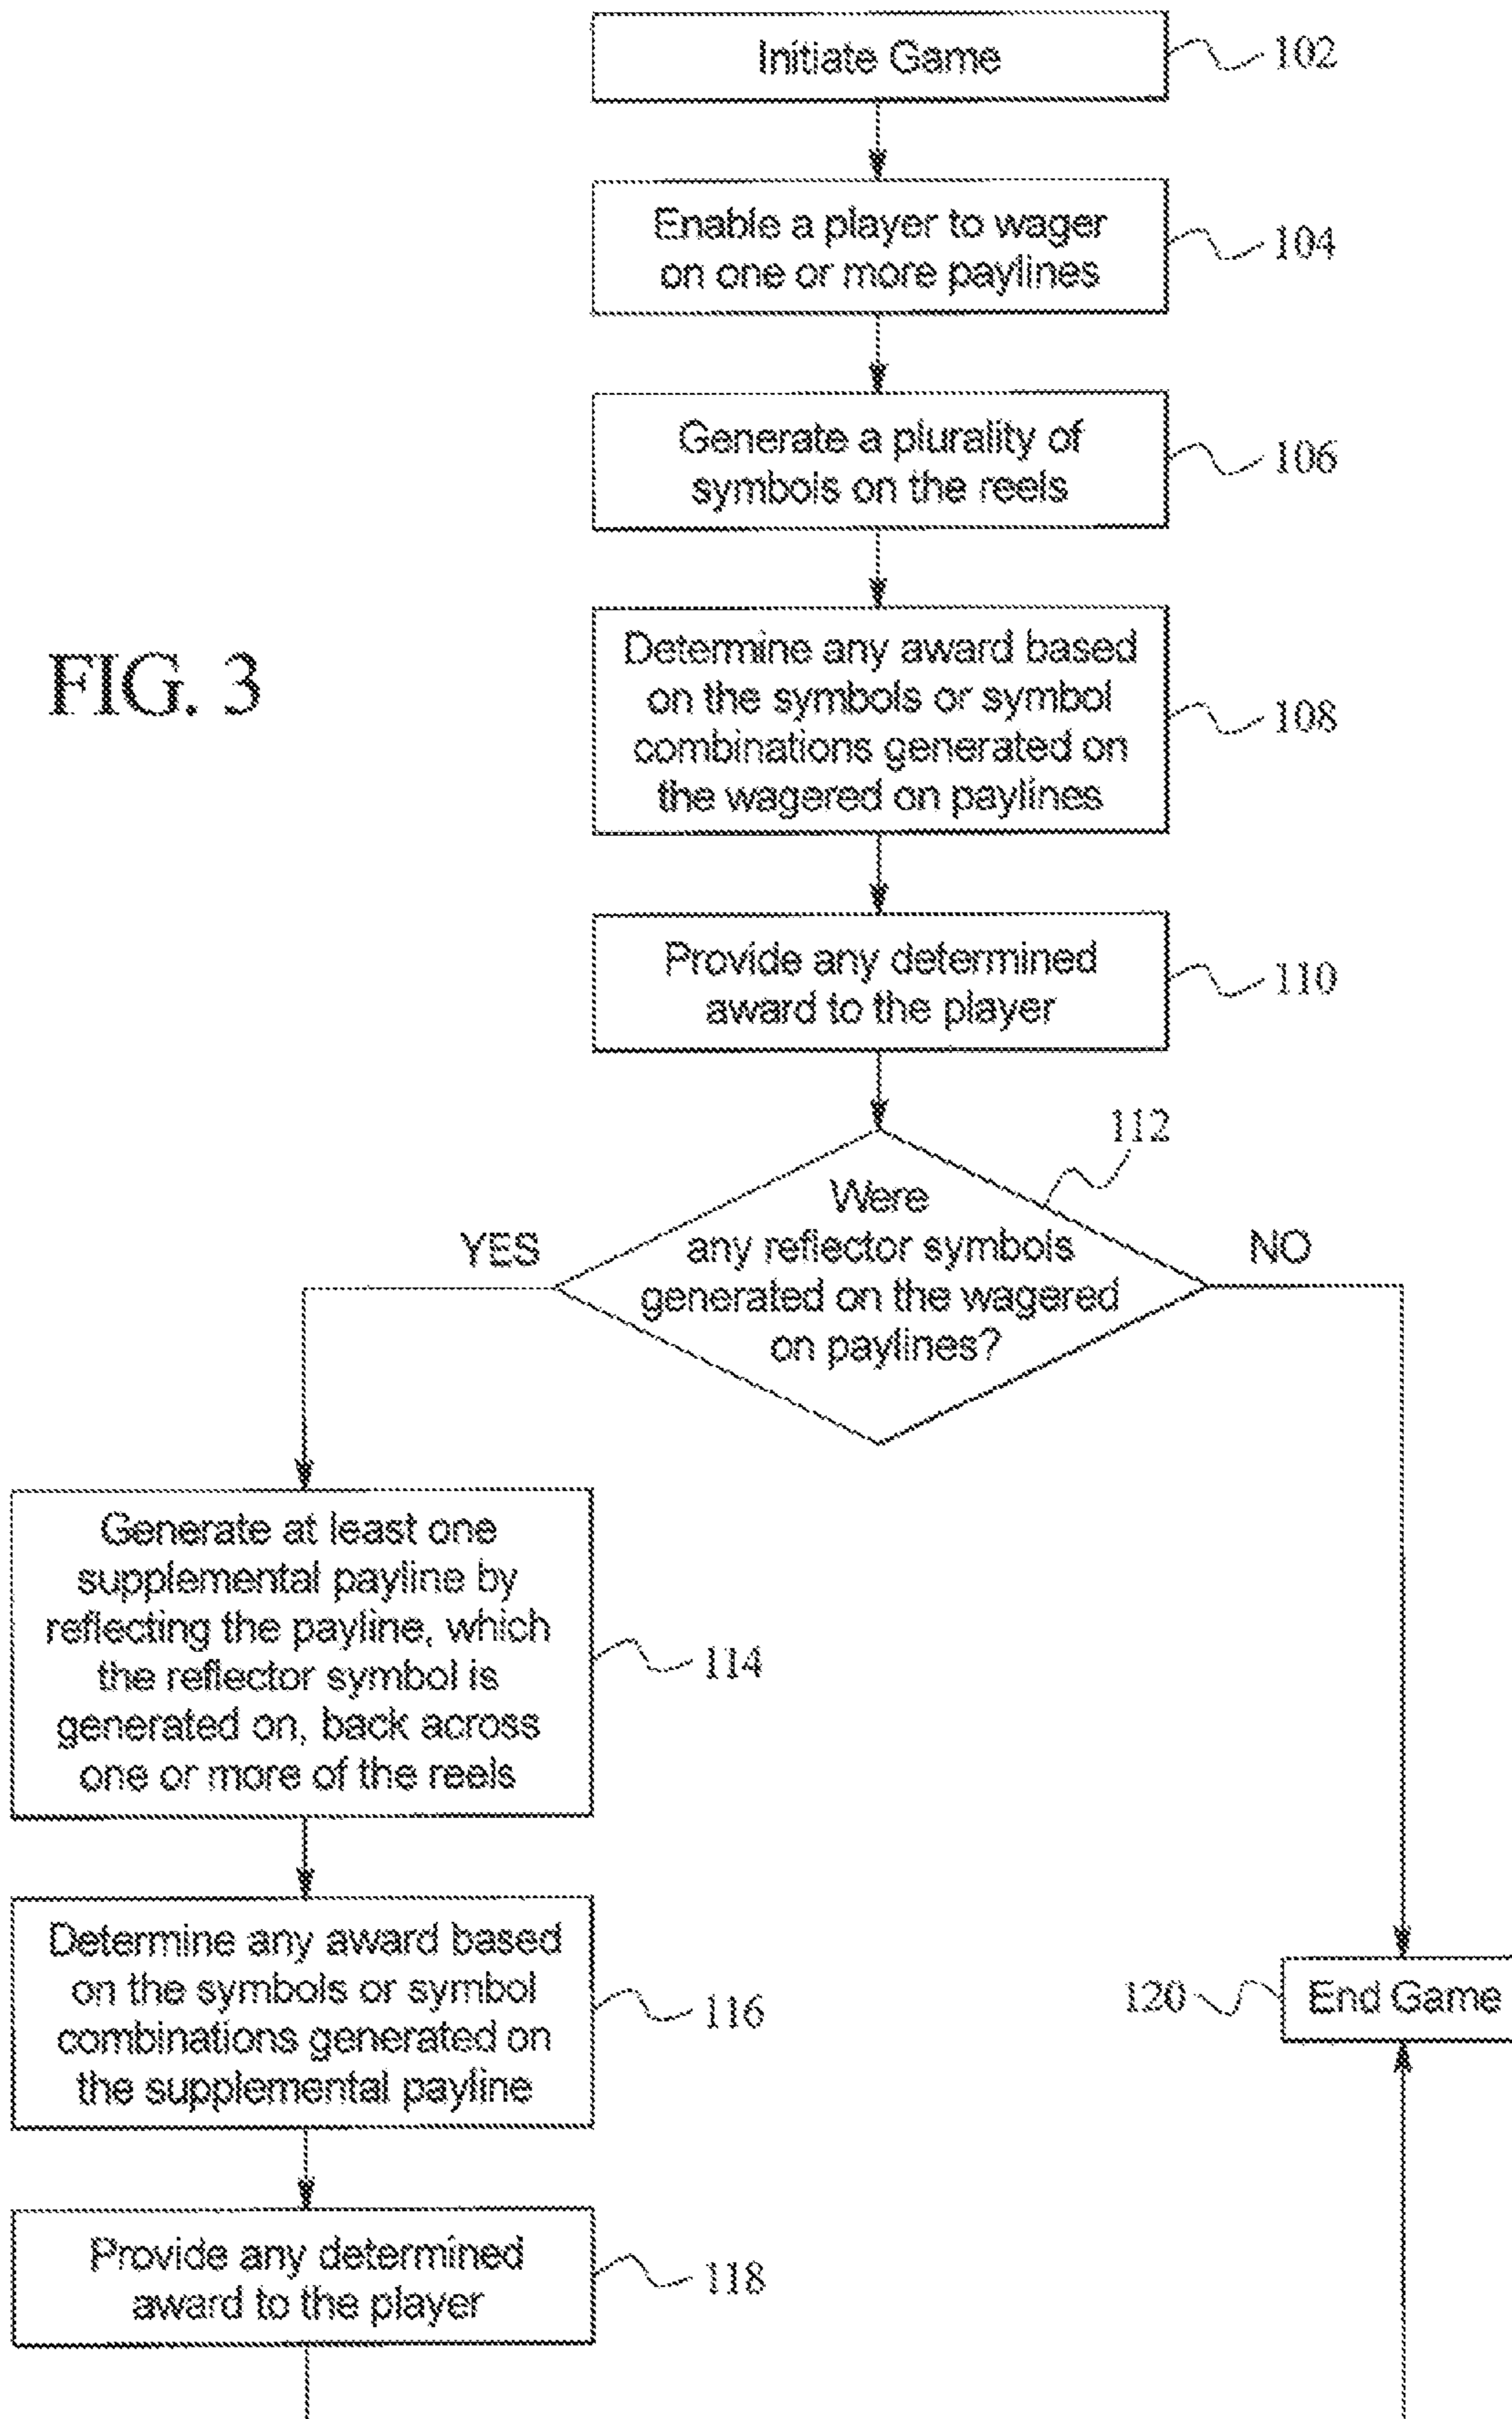 Initiate Game
102
Enable a player to wager
on one or more paylines
104
Generate a plurality of
symbols on the reels
106
FIG. 3
Determine any award based
on the symbols or symbol
combinations generated on
the wagered on paylines
108
Provide any determined
award to the player
110
112
Were
any reflector symbols
generated on the wagered
on paylines?
YES
NO
Generate at least one
supplemental payline by
reflecting the payline, which
the reflector symbol is
generated on, back across
one or more of the reels
114
Determine any award based
on the symbols or symbol
combinations generated on
the supplemental payline
116
120
End Game
Provide any determined
award to the player
118